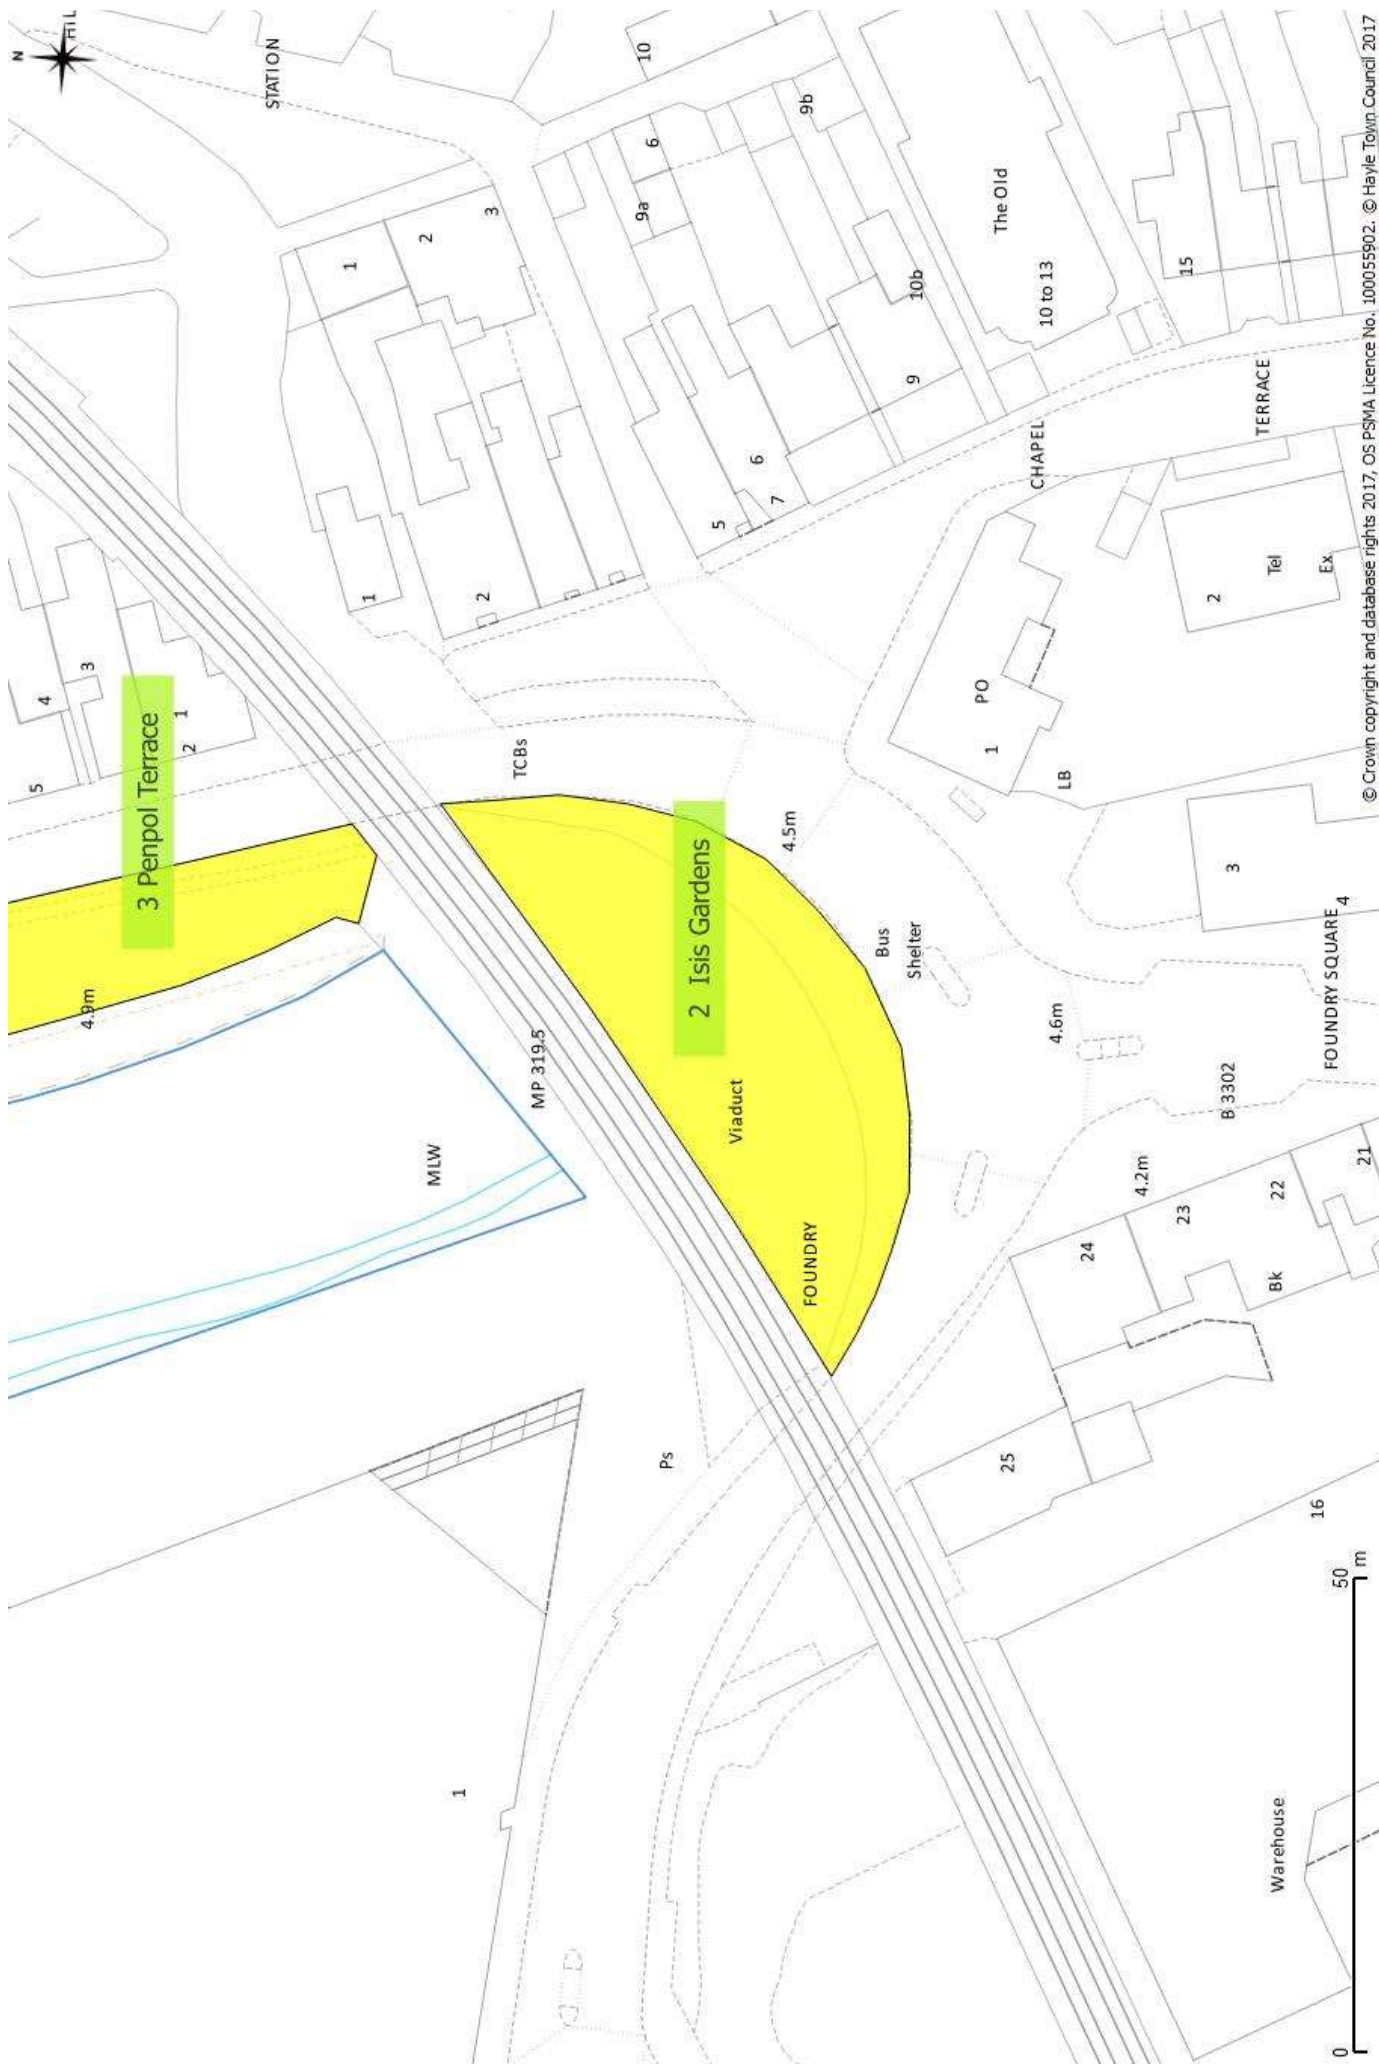 N
HiL
STATION
10
6
9a
9b
1
2
3
The Old
10 to 13
10b
9
15
6
5
7
1
2
CHAPEL
TERRACE
4
3
5
1
2
3 Penpol Terrace
TCBs
PO
1
LB
2
Tel
Ex
4.9m
2 Isis Gardens
4.5m
3
4
FOUNDRY SQUARE
Bus
Shelter
4.6m
MP 319.5
MLW
Viaduct
FOUNDRY
B 3302
4.2m
24
23
22
21
Bk
25
16
Ps
1
Warehouse
0
50
m
© Crown copyright and database rights 2017, OS PSMA Licence No. 100055902. © Hayle Town Council 2017